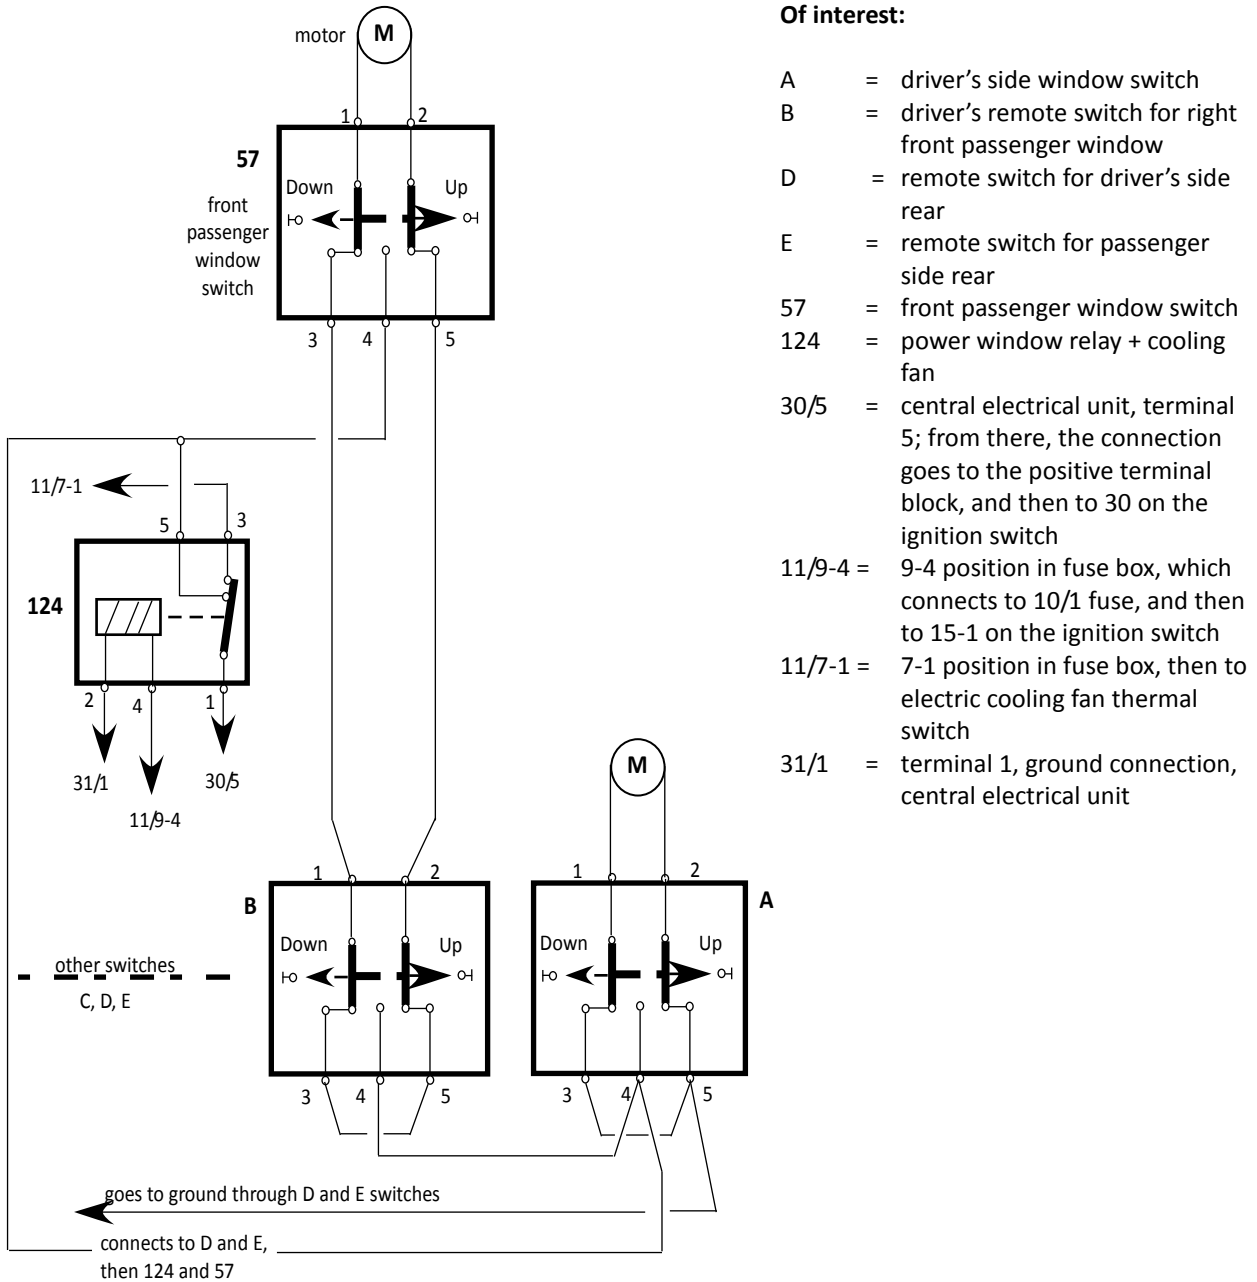 motor
M
1
2
57
front
passenger
window
switch
Down
Up
3
4
5
11/7-1
5
3
124
2
4
1
31/1
11/9-4
30/5
M
1
2
B
Down
Up
1
2
A
Down
Up
other switches
C, D, E
3
4
5
3
4
5
goes to ground through D and E switches
connects to D and E,
then 124 and 57
Of interest:
A = driver’s side window switch
B = driver’s remote switch for right
front passenger window
D = remote switch for driver’s side
rear
E = remote switch for passenger
side rear
57 = front passenger window switch
124 = power window relay + cooling
fan
30/5 = central electrical unit, terminal
5; from there, the connection
goes to the positive terminal
block, and then to 30 on the
ignition switch
11/9-4 = 9-4 position in fuse box, which
connects to 10/1 fuse, and then
to 15-1 on the ignition switch
11/7-1 = 7-1 position in fuse box, then to
electric cooling fan thermal
switch
31/1 = terminal 1, ground connection,
central electrical unit